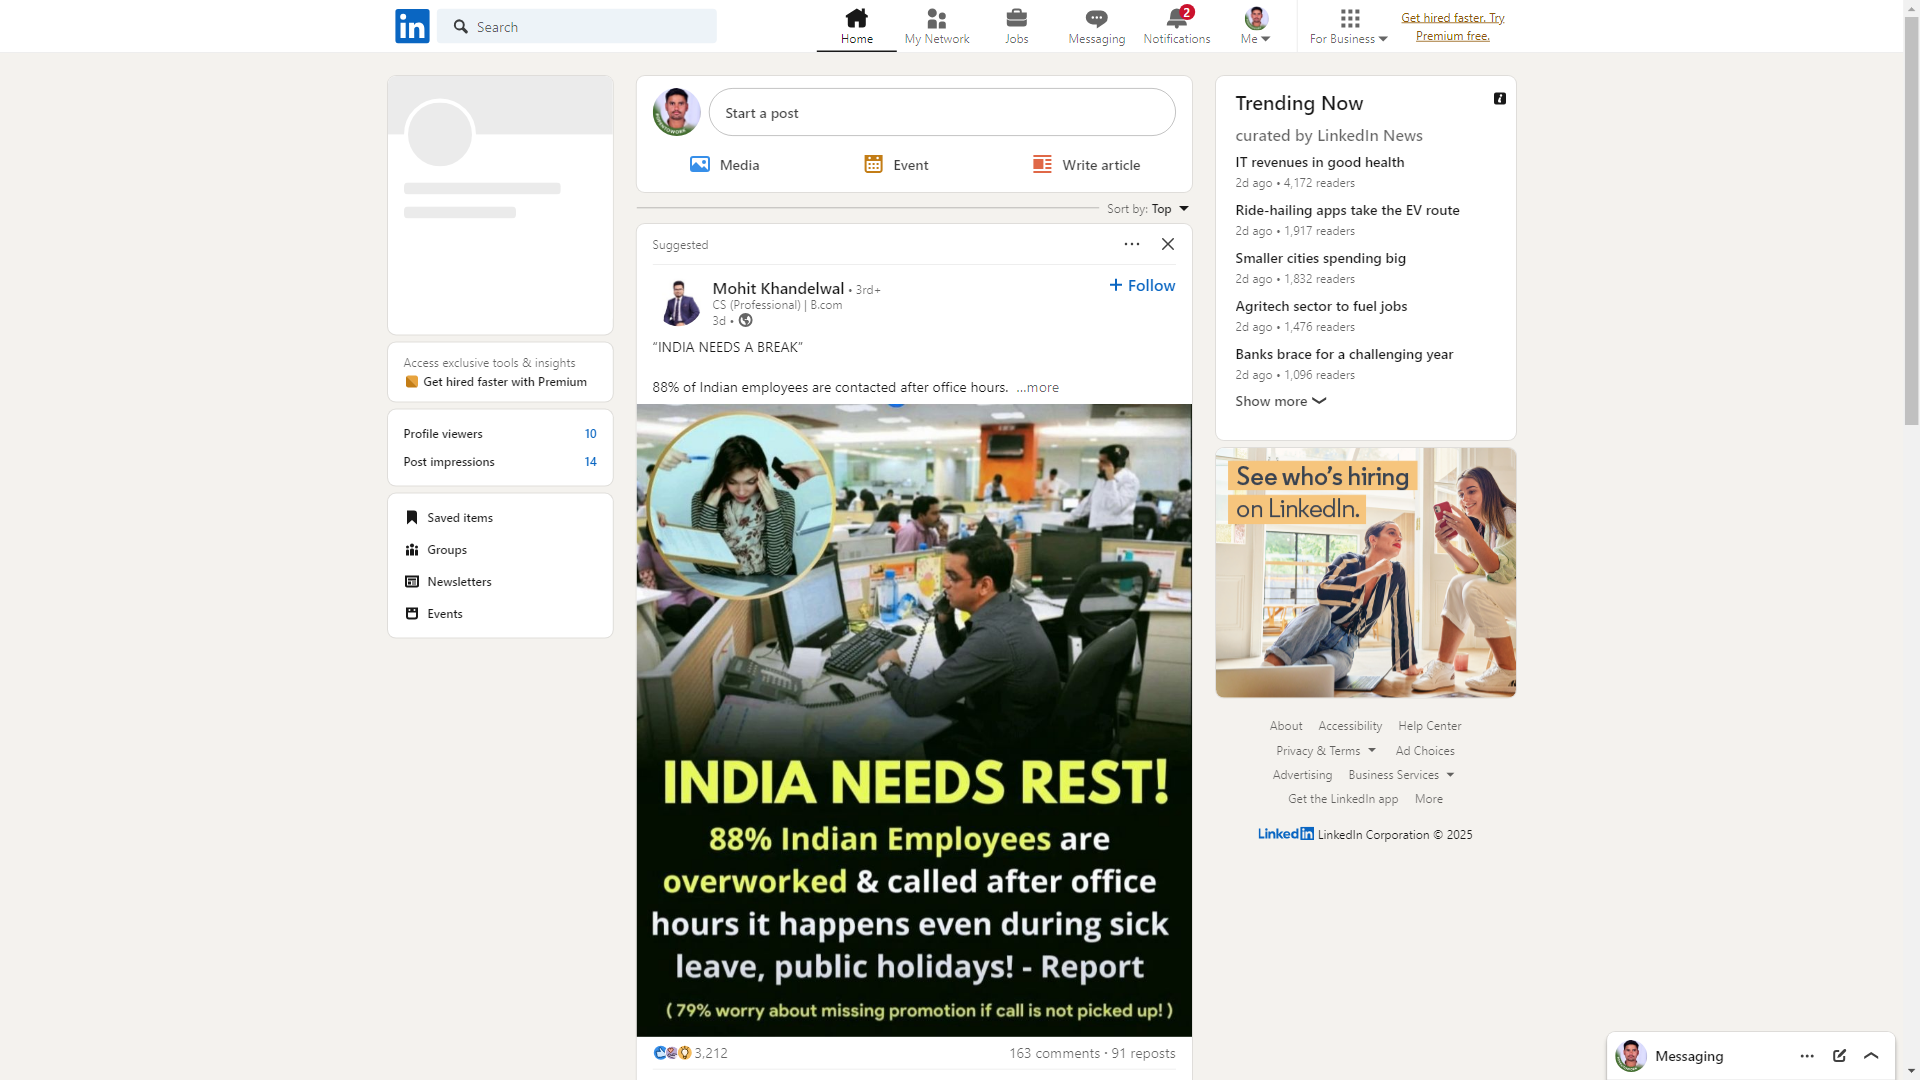 in
Search
Home
My Network
Jobs
Messaging
2
Notifications
Me
For Business
Get hired faster. Try
Premium free.
Access exclusive tools & insights
Get hired faster with Premium
Profile viewers
10
Post impressions
14
Saved items
Groups
Newsletters
Events
Start a post
Media
Event
Write article
Sort by: Top
Suggested
Mohit Khandelwal • 3rd+
CS (Professional) | B.com
3d •
+ Follow
“INDIA NEEDS A BREAK”
88% of Indian employees are contacted after office hours. …more
INDIA NEEDS REST!
88% Indian Employees are
overworked & called after office
hours it happens even during sick
leave, public holidays! - Report
( 79% worry about missing promotion if call is not picked up! )
3,212
163 comments • 91 reposts
Trending Now
curated by LinkedIn News
IT revenues in good health
2d ago • 4,172 readers
Ride-hailing apps take the EV route
2d ago • 1,917 readers
Smaller cities spending big
2d ago • 1,832 readers
Agritech sector to fuel jobs
2d ago • 1,476 readers
Banks brace for a challenging year
2d ago • 1,096 readers
Show more
See who’s hiring
on LinkedIn.
About Accessibility Help Center
Privacy & Terms Ad Choices
Advertising Business Services
Get the LinkedIn app More
LinkedIn LinkedIn Corporation © 2025
Messaging